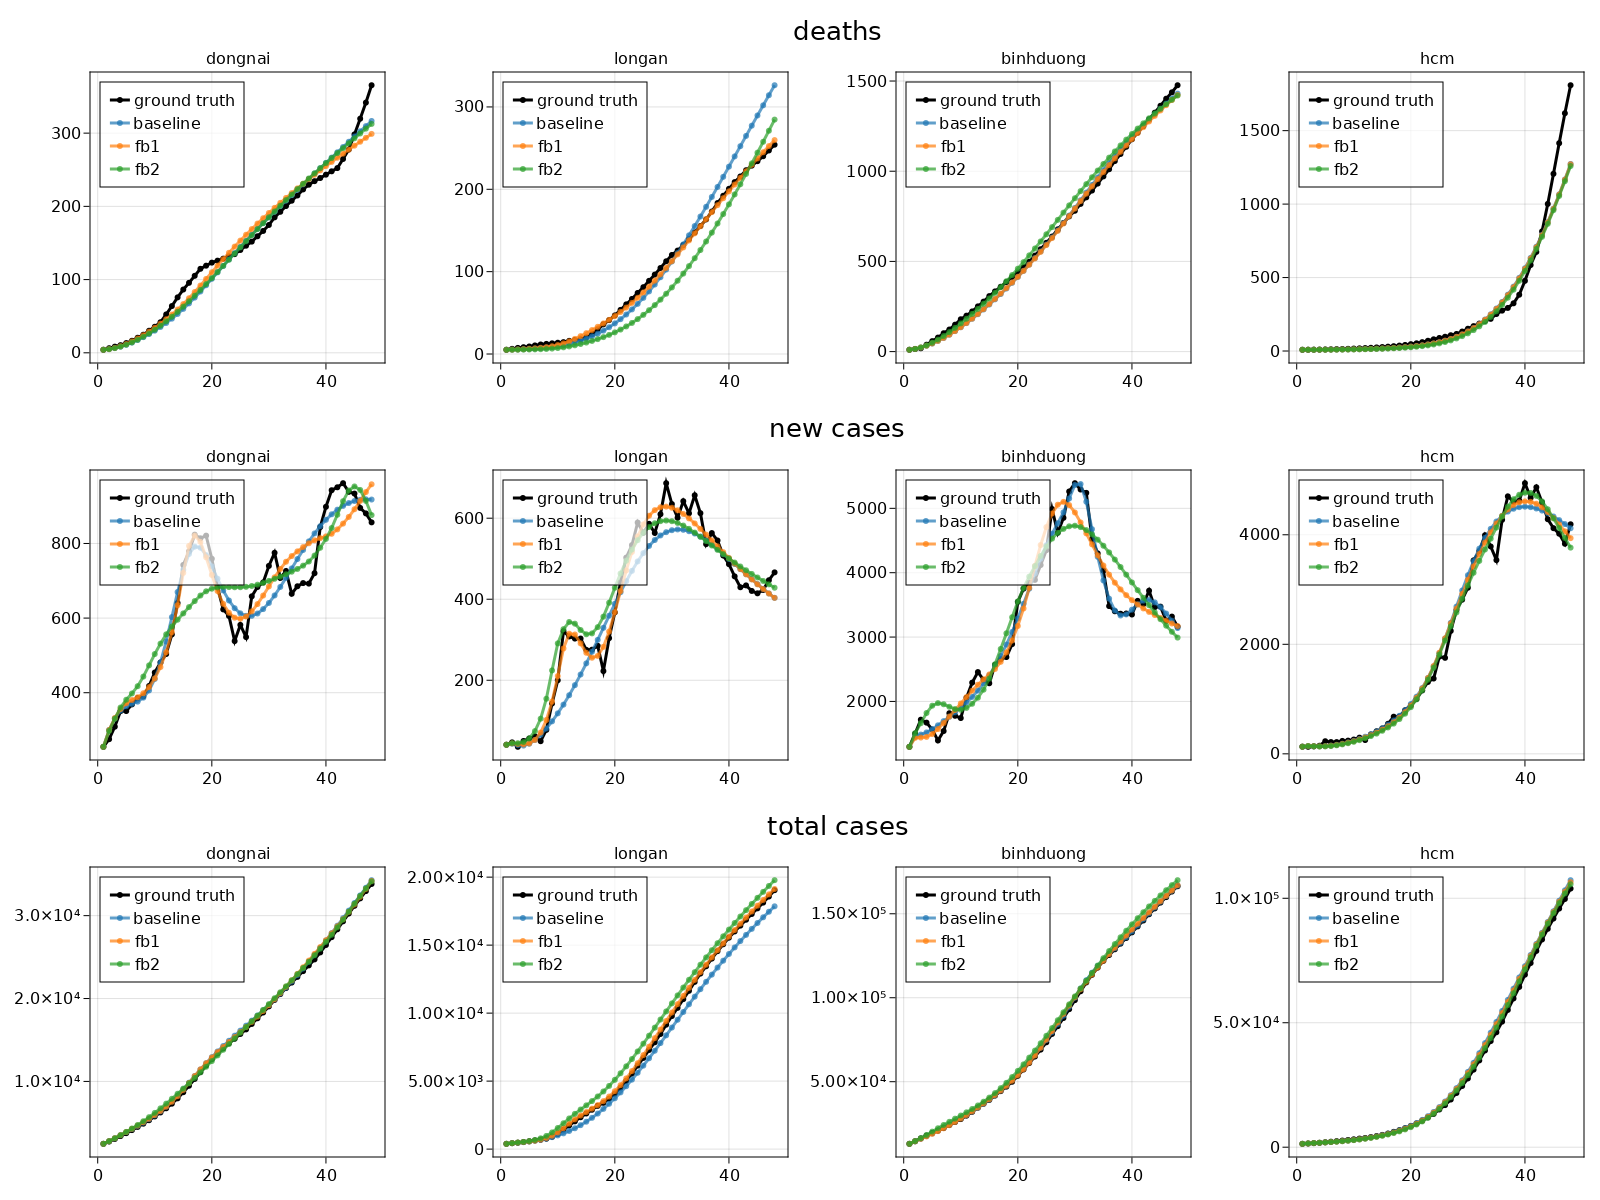 deaths
dongnai longan binhduong hcm
ground truth ground truth ground truth ground truth
baseline baseline baseline baseline
fb1 fb1 fb1 fb1
fb2 fb2 fb2 fb2
300 300 1500 1500
200 200 1000 1000
100 100 500 500
0 0 0 0
0 20 40 0 20 40 0 20 40 0 20 40
new cases
dongnai longan binhduong hcm
ground truth ground truth ground truth ground truth
baseline baseline baseline baseline
fb1 fb1 fb1 fb1
fb2 fb2 fb2 fb2
800 600 5000 4000
600 400 4000 2000
400 200 3000 0
2000
0 20 40 0 20 40 0 20 40 0 20 40
total cases
dongnai longan binhduong hcm
ground truth ground truth ground truth ground truth
baseline baseline baseline baseline
fb1 fb1 fb1 fb1
fb2 fb2 fb2 fb2
3.0×10⁴ 2.00×10⁴ 1.50×10⁵ 1.0×10⁵
2.0×10⁴ 1.50×10⁴ 1.00×10⁵ 5.0×10⁴
1.0×10⁴ 1.00×10⁴ 5.00×10⁴ 0
5.00×10³
0
0 20 40 0 20 40 0 20 40 0 20 40